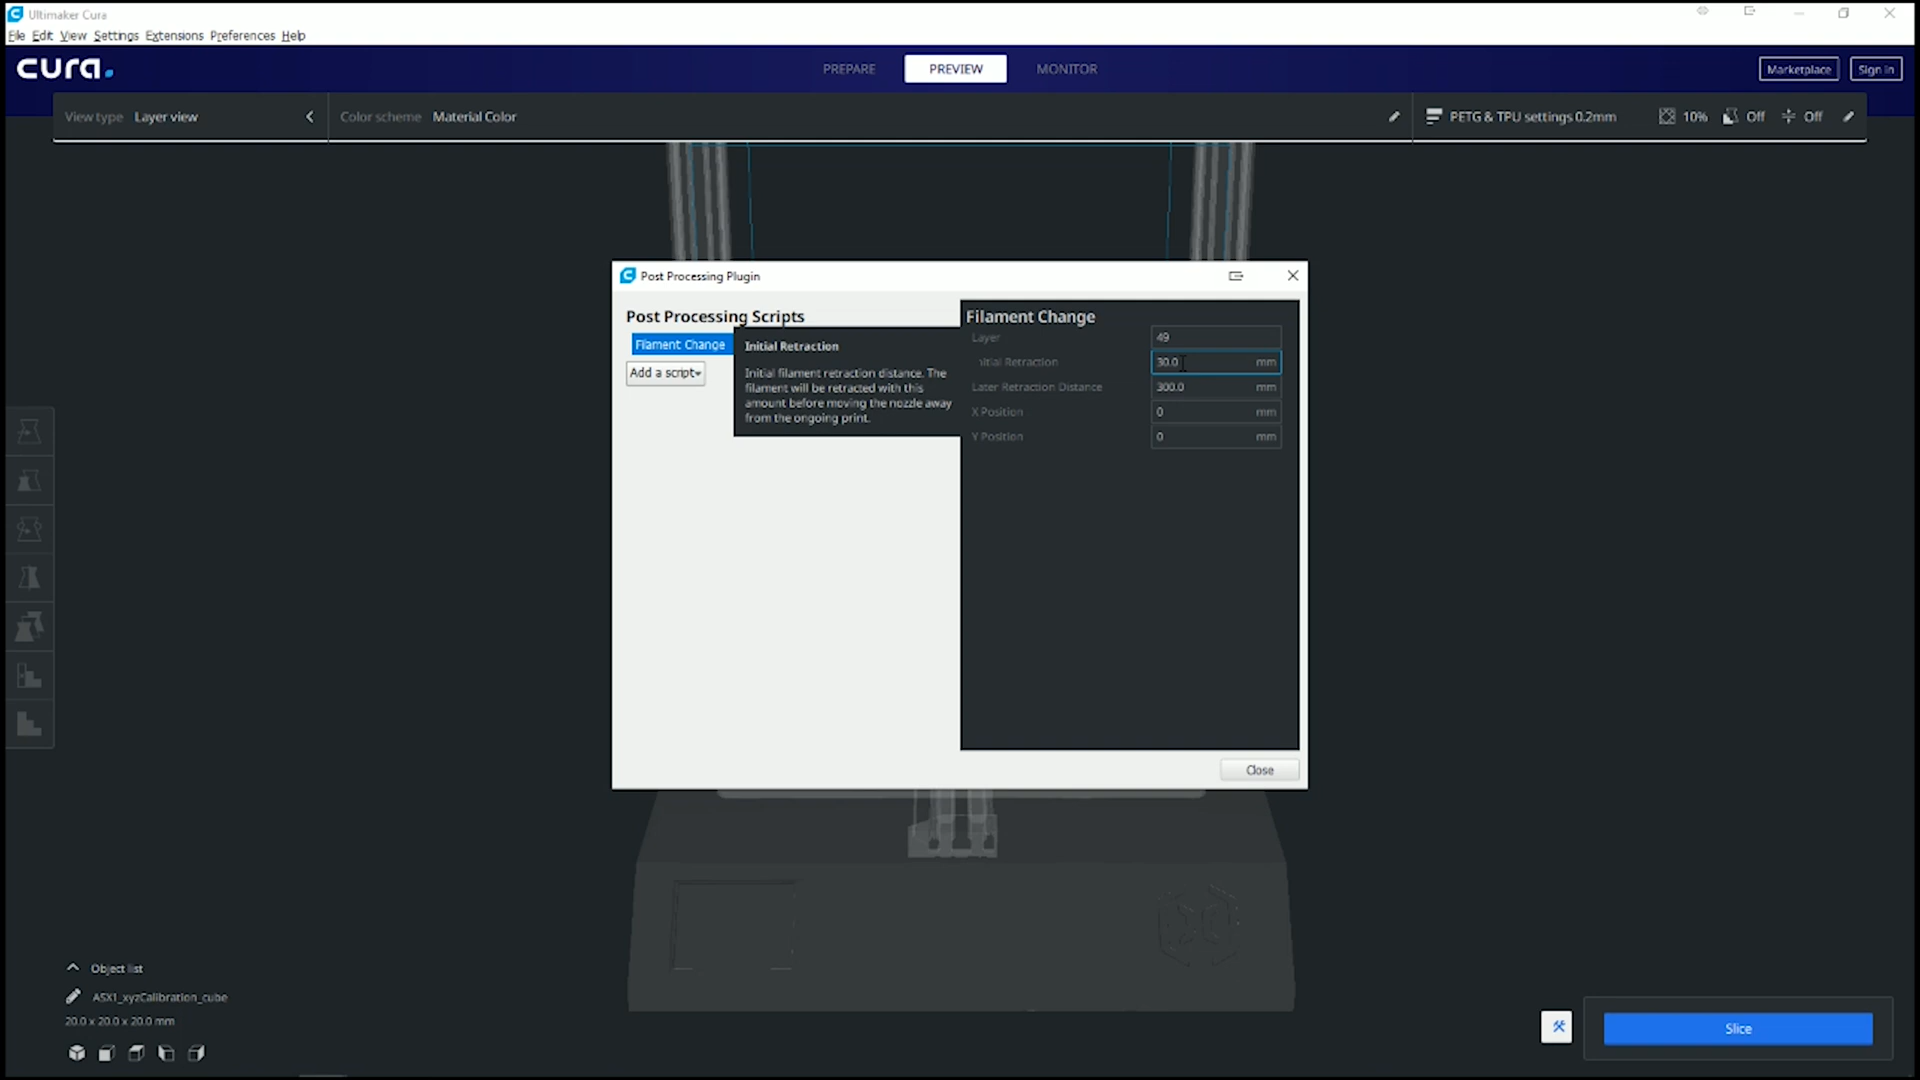 Ultimaker Cura
File Edit View Settings Extensions Preferences Help
cura.
PREPARE PREVIEW MONITOR
Marketplace Sign in
View type Layer view
Color scheme Material Color
PETG & TPU settings 0.2mm 10% Off Off
Post Processing Plugin
Post Processing Scripts
Filament Change
Add a script
Initial Retraction
Initial filament retraction distance. The
filament will be retracted with this
amount before moving the nozzle away
from the ongoing print.
Filament Change
Layer 49
Initial Retraction 30.0 mm
Later Retraction Distance 300.0 mm
X Position 0 mm
Y Position 0 mm
Close
Object list
ASX1_xyzCalibration_cube
20.0 x 20.0 x 20.0 mm
Slice